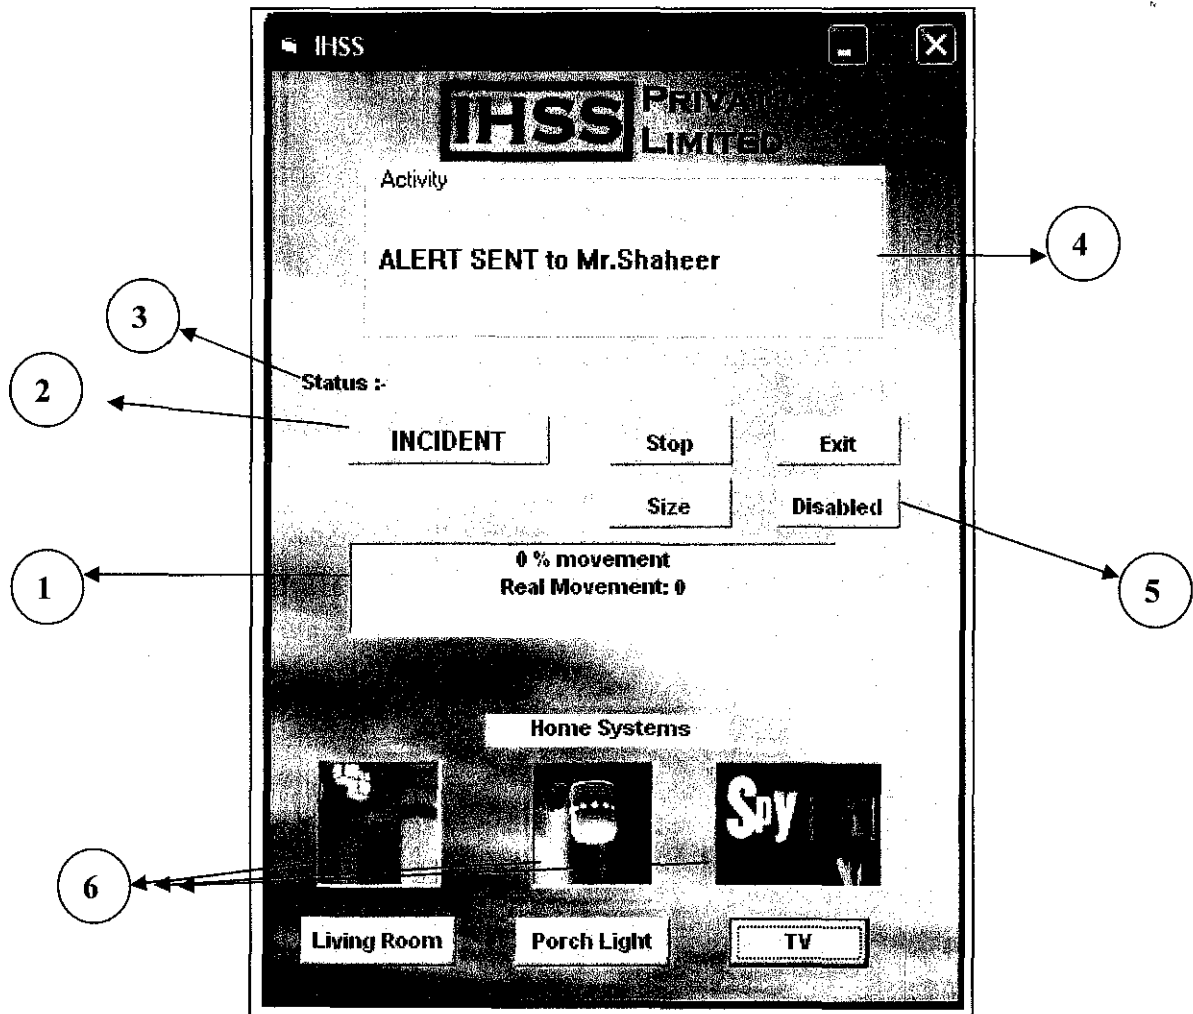 IHSS
IHSS PRIVATE
LIMITED
Activity
4
ALERT SENT to Mr.Shaheer
3
Status :-
2
INCIDENT Stop Exit
Size Disabled
0 % movement
1
Real Movement: 0
5
Home Systems
Spy
6
Living Room Porch Light TV